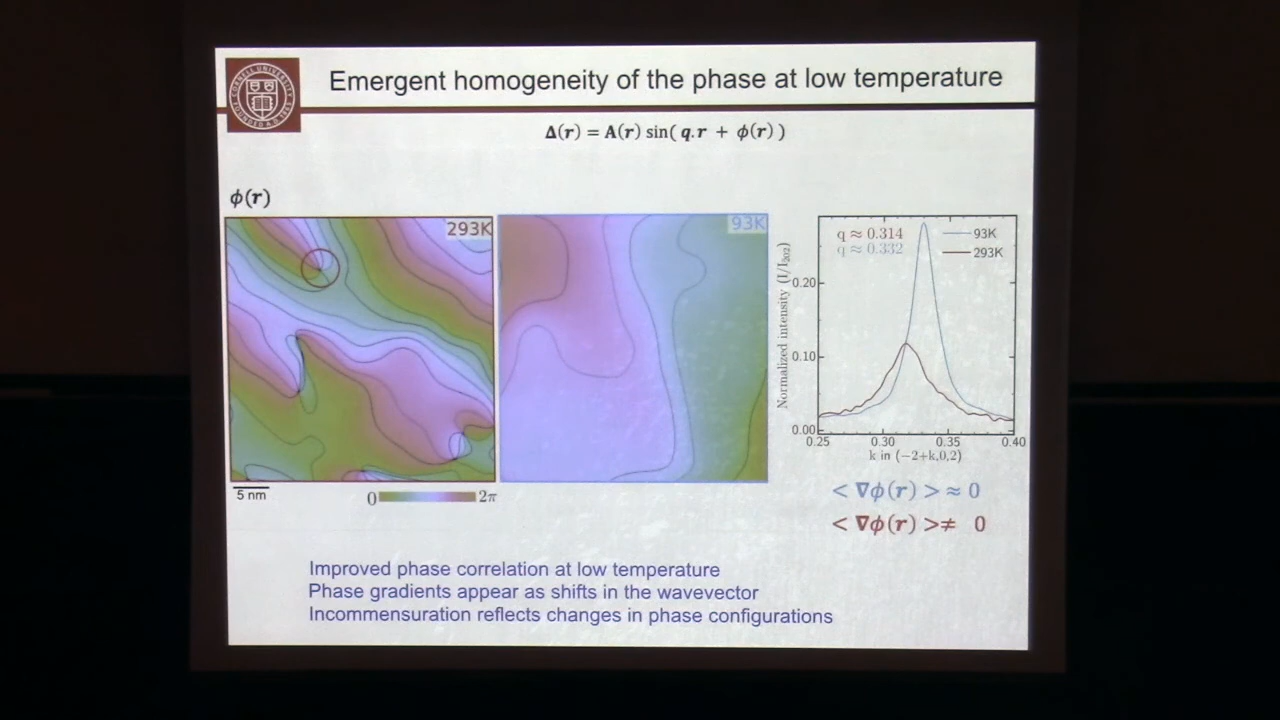 Emergent homogeneity of the phase at low temperature
Δ(r) = A(r) sin( q.r + ϕ(r) )
ϕ(r)
293K
93K
5 nm
0
2π
q ≈ 0.314
q ≈ 0.332
93K
293K
Normalized intensity (I/I202)
0.20
0.10
0.00
0.25 0.30 0.35 0.40
k in (−2+k,0,2)
< ∇ϕ(r) > ≈ 0
< ∇ϕ(r) > ≠ 0
Improved phase correlation at low temperature
Phase gradients appear as shifts in the wavevector
Incommensuration reflects changes in phase configurations